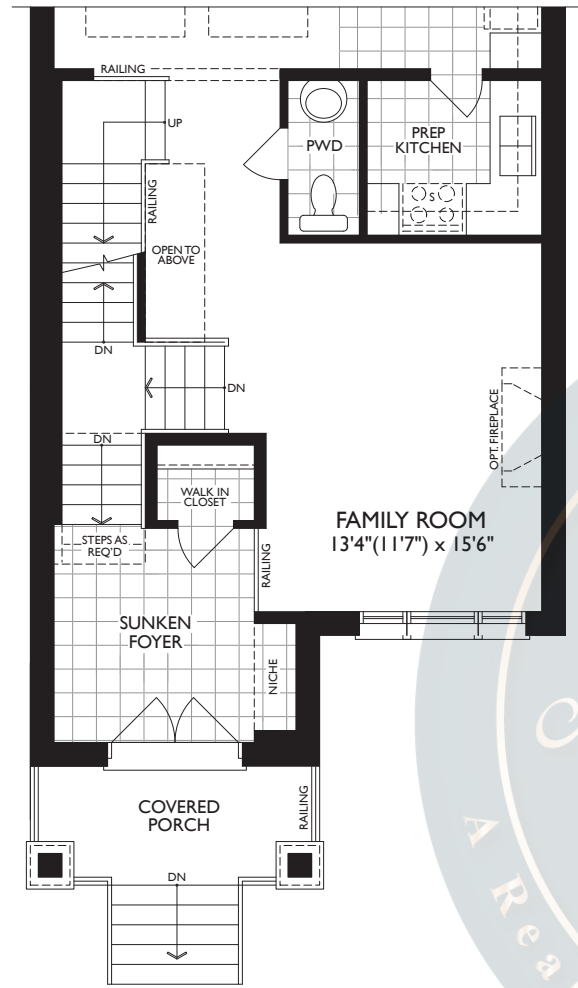 RAILING
UP
PWD
PREP
KITCHEN
S
RAILING
OPEN TO
ABOVE
DN
DN
OPT. FIREPLACE
DN
WALK IN
CLOSET
FAMILY ROOM
13'4"(11'7") x 15'6"
STEPS AS
REQ'D
RAILING
SUNKEN
FOYER
NICHE
COVERED
PORCH
RAILING
DN
A Rea